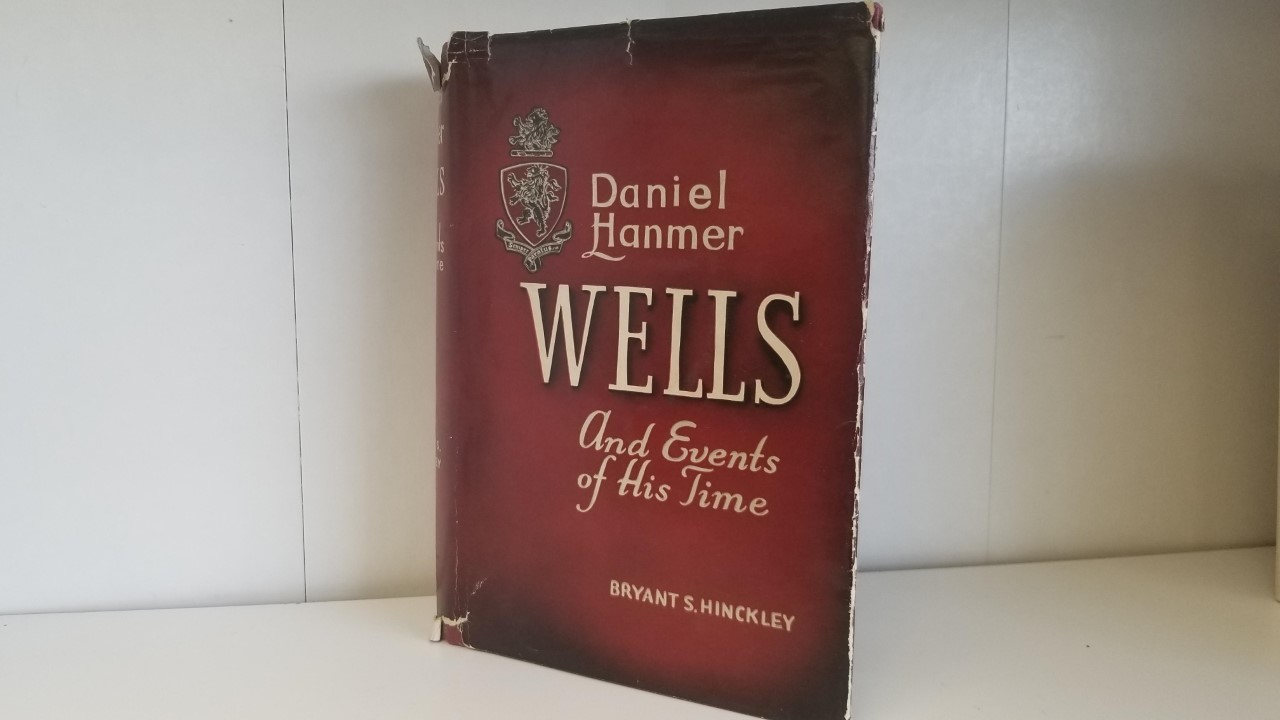 Daniel
Hanmer
WELLS
And Events
of His Time
BRYANT S. HINCKLEY